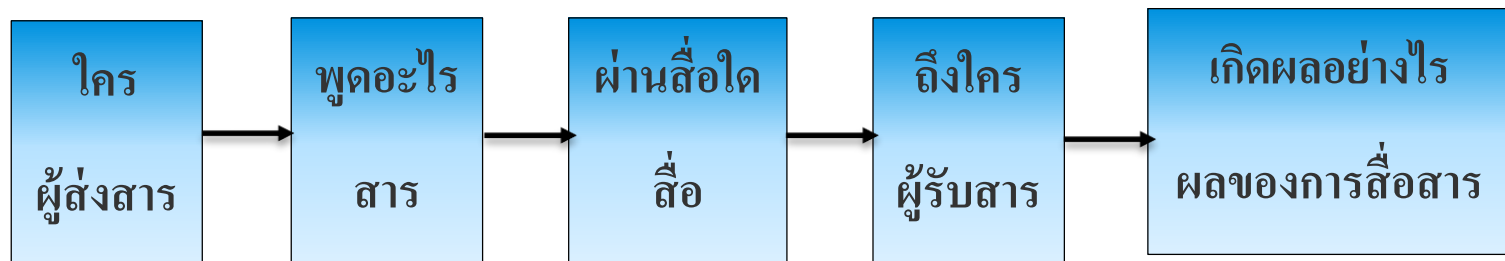 ใคร
ผู้ส่งสาร
พูดอะไร
สาร
ผ่านสื่อใด
สื่อ
ถึงใคร
ผู้รับสาร
เกิดผลอย่างไร
ผลของการสื่อสาร